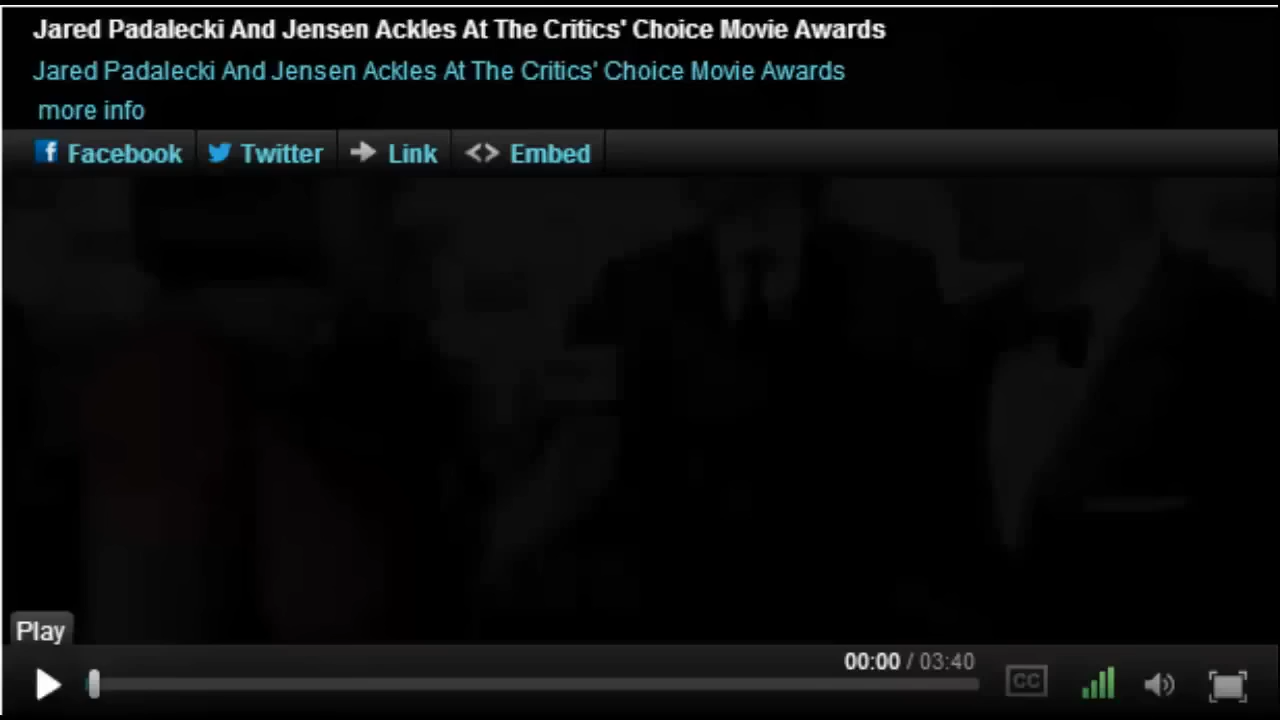 Jared Padalecki And Jensen Ackles At The Critics' Choice Movie Awards
Jared Padalecki And Jensen Ackles At The Critics' Choice Movie Awards
more info
Facebook Twitter Link Embed
Play
00:00 / 03:40
CC